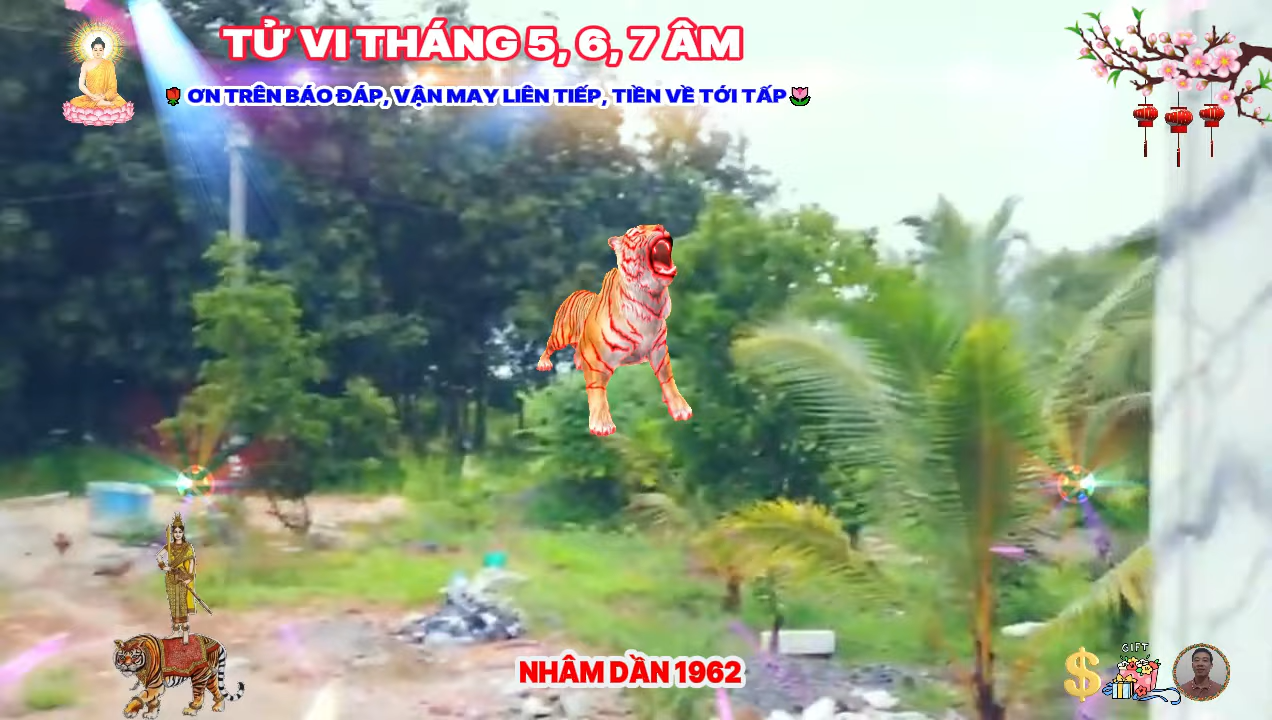 TỬ VI THÁNG 5, 6, 7 ÂM
ƠN TRÊN BÁO ĐÁP, VẬN MAY LIÊN TIẾP, TIỀN VỀ TỚI TẤP
GIFT
NHÂM DẦN 1962